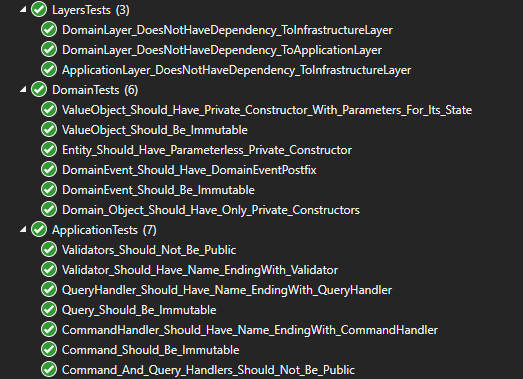 LayersTests (3)
DomainLayer_DoesNotHaveDependency_ToInfrastructureLayer
DomainLayer_DoesNotHaveDependency_ToApplicationLayer
ApplicationLayer_DoesNotHaveDependency_ToInfrastructureLayer
DomainTests (6)
ValueObject_Should_Have_Private_Constructor_With_Parameters_For_Its_State
ValueObject_Should_Be_Immutable
Entity_Should_Have_Parameterless_Private_Constructor
DomainEvent_Should_Have_DomainEventPostfix
DomainEvent_Should_Be_Immutable
Domain_Object_Should_Have_Only_Private_Constructors
ApplicationTests (7)
Validators_Should_Not_Be_Public
Validator_Should_Have_Name_EndingWith_Validator
QueryHandler_Should_Have_Name_EndingWith_QueryHandler
Query_Should_Be_Immutable
CommandHandler_Should_Have_Name_EndingWith_CommandHandler
Command_Should_Be_Immutable
Command_And_Query_Handlers_Should_Not_Be_Public